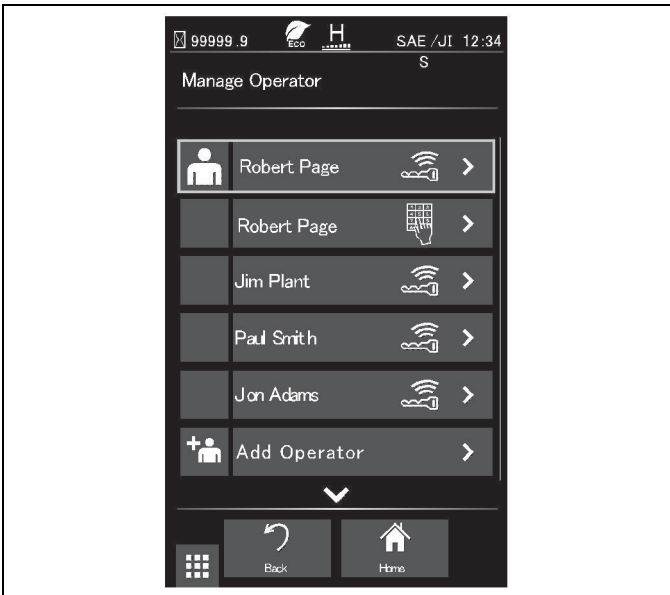 99999.9 Eco H SAE/JI 12:34
S
Manage Operator
Robert Page
Robert Page
Jim Plant
Paul Smith
Jon Adams
Add Operator
Back Home